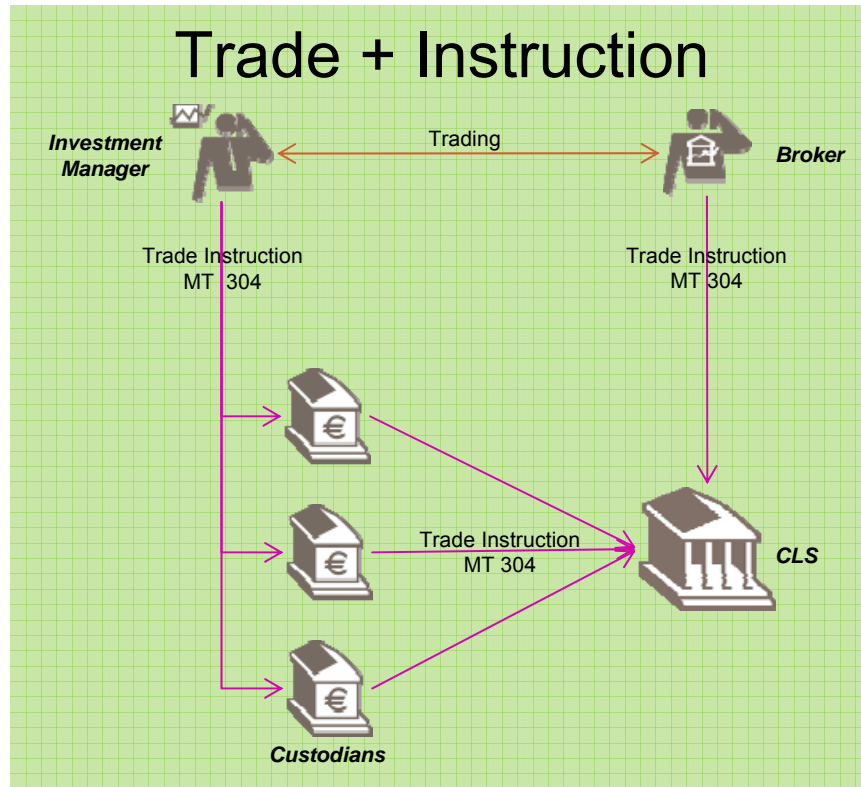 Trade + Instruction
Investment
Manager
Trading
Broker
Trade Instruction
MT 304
Trade Instruction
MT 304
€
€
Trade Instruction
MT 304
CLS
€
Custodians